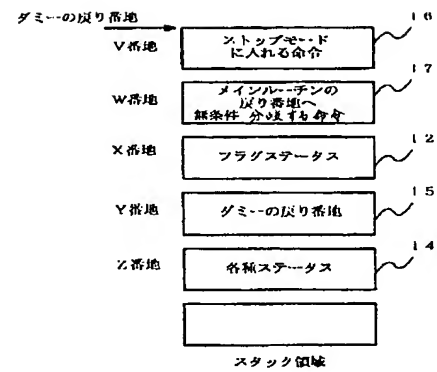 ダミーの戻り番地
16
V番地
ストップモード
に入れる命令
17
W番地
メインルーチンの
戻り番地へ
無条件 分岐する命令
12
X番地
フラグステータス
15
Y番地
ダミーの戻り番地
14
Z番地
各種ステータス
スタック領域